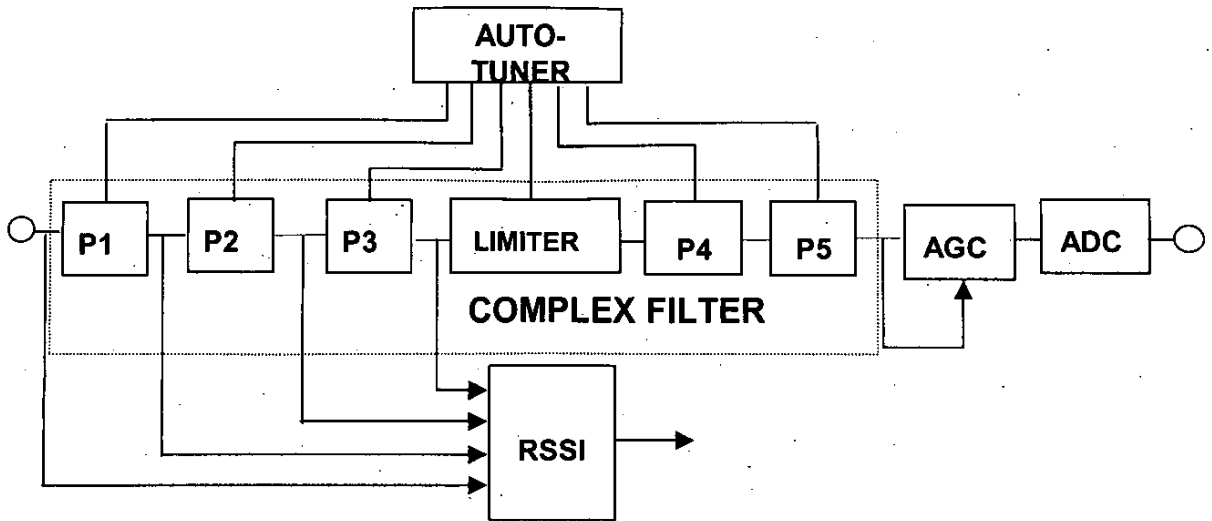 AUTO-
TUNER
P1
P2
P3
LIMITER
P4
P5
AGC
ADC
COMPLEX FILTER
RSSI